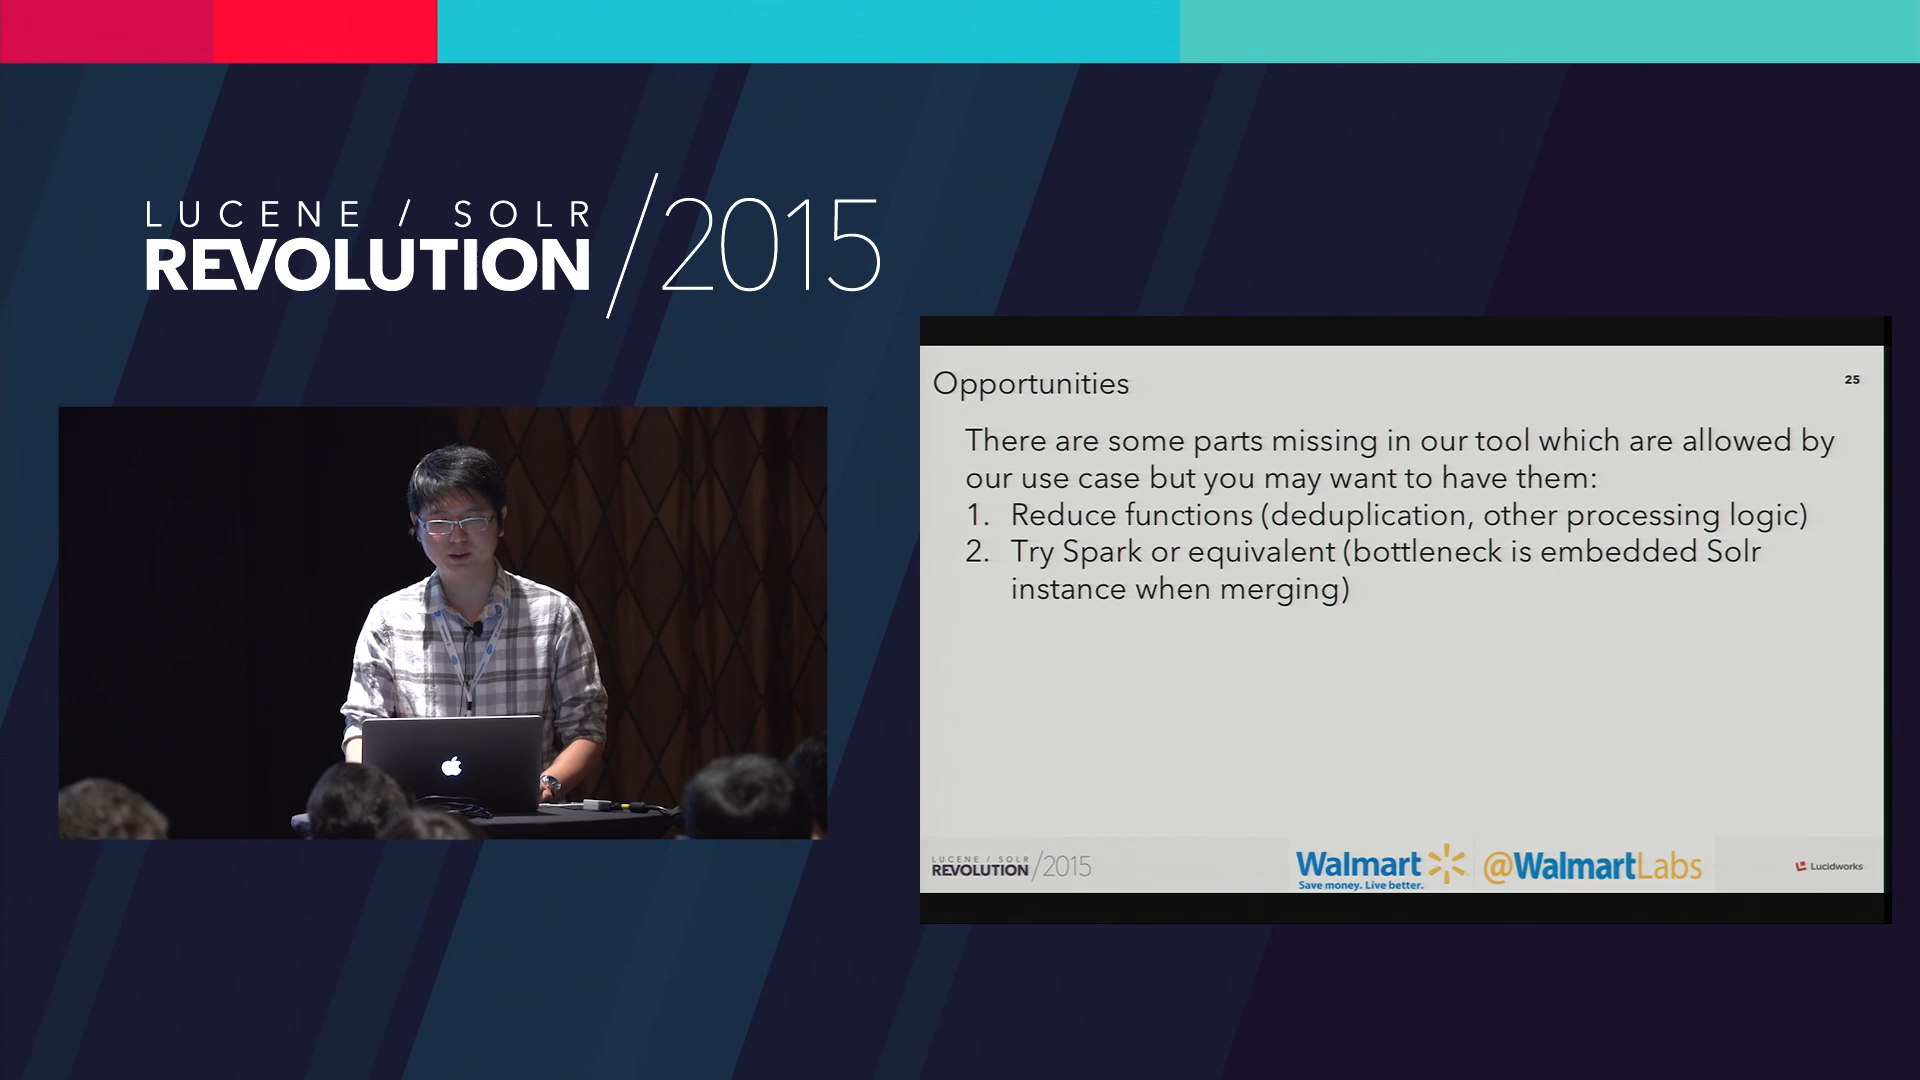 LUCENE / SOLR
REVOLUTION /2015
Opportunities
25
There are some parts missing in our tool which are allowed by
our use case but you may want to have them:
1. Reduce functions (deduplication, other processing logic)
2. Try Spark or equivalent (bottleneck is embedded Solr
instance when merging)
LUCENE / SOLR
REVOLUTION /2015
Walmart
Save money. Live better.
@WalmartLabs
Lucidworks